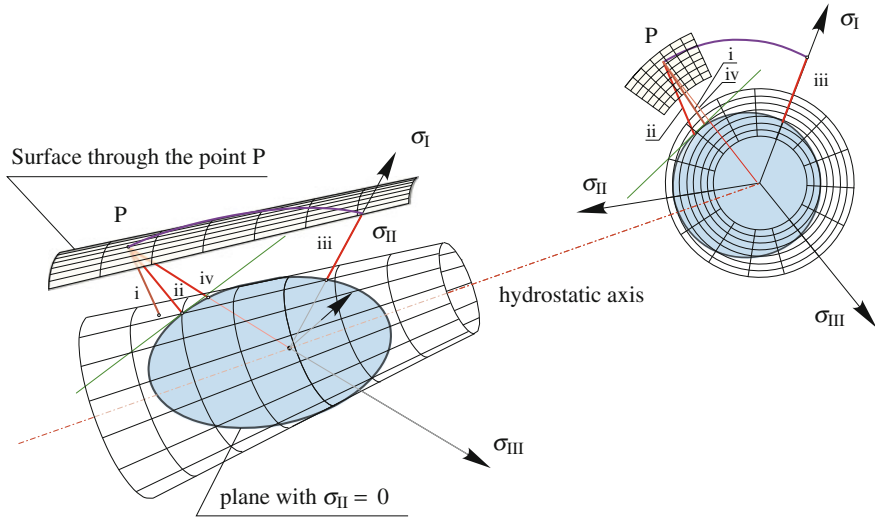 P
i
iv
σI
iii
ii
σII
σIII
Surface through the point P
P
σI
σII
iii
i
ii
iv
hydrostatic axis
σIII
plane with σII = 0